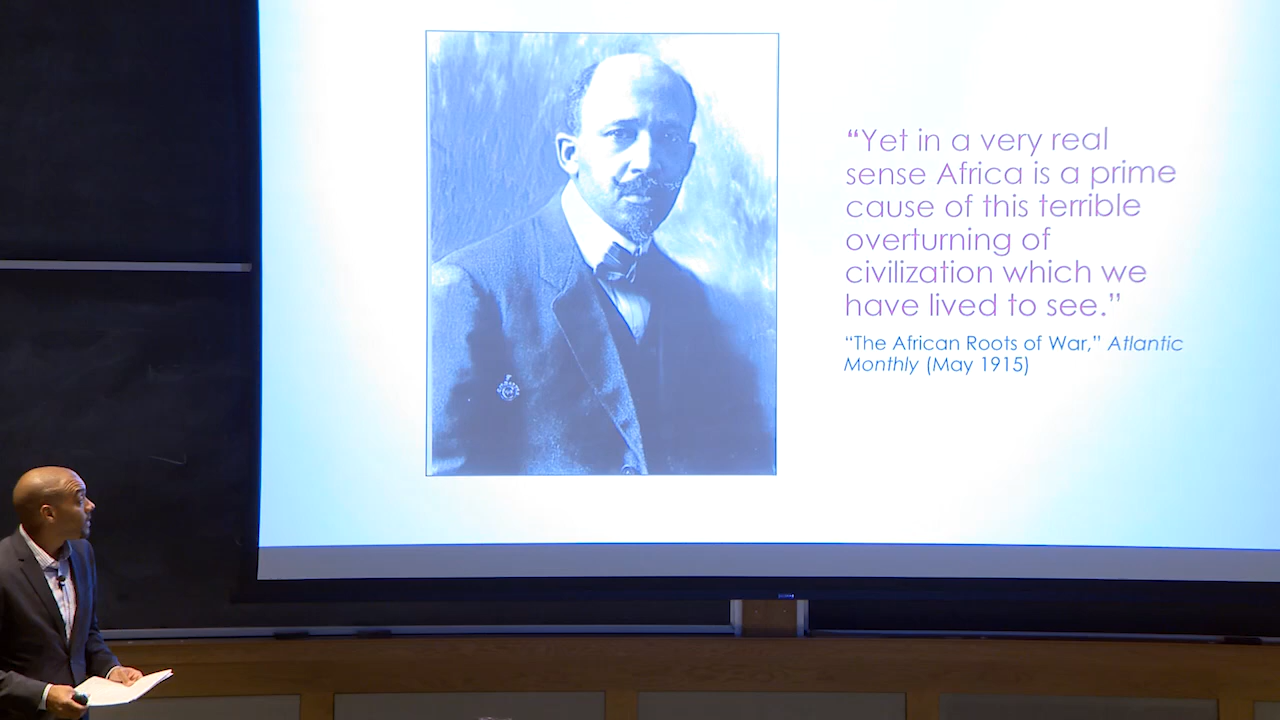 “Yet in a very real
sense Africa is a prime
cause of this terrible
overturning of
civilization which we
have lived to see.”
“The African Roots of War,” Atlantic
Monthly (May 1915)